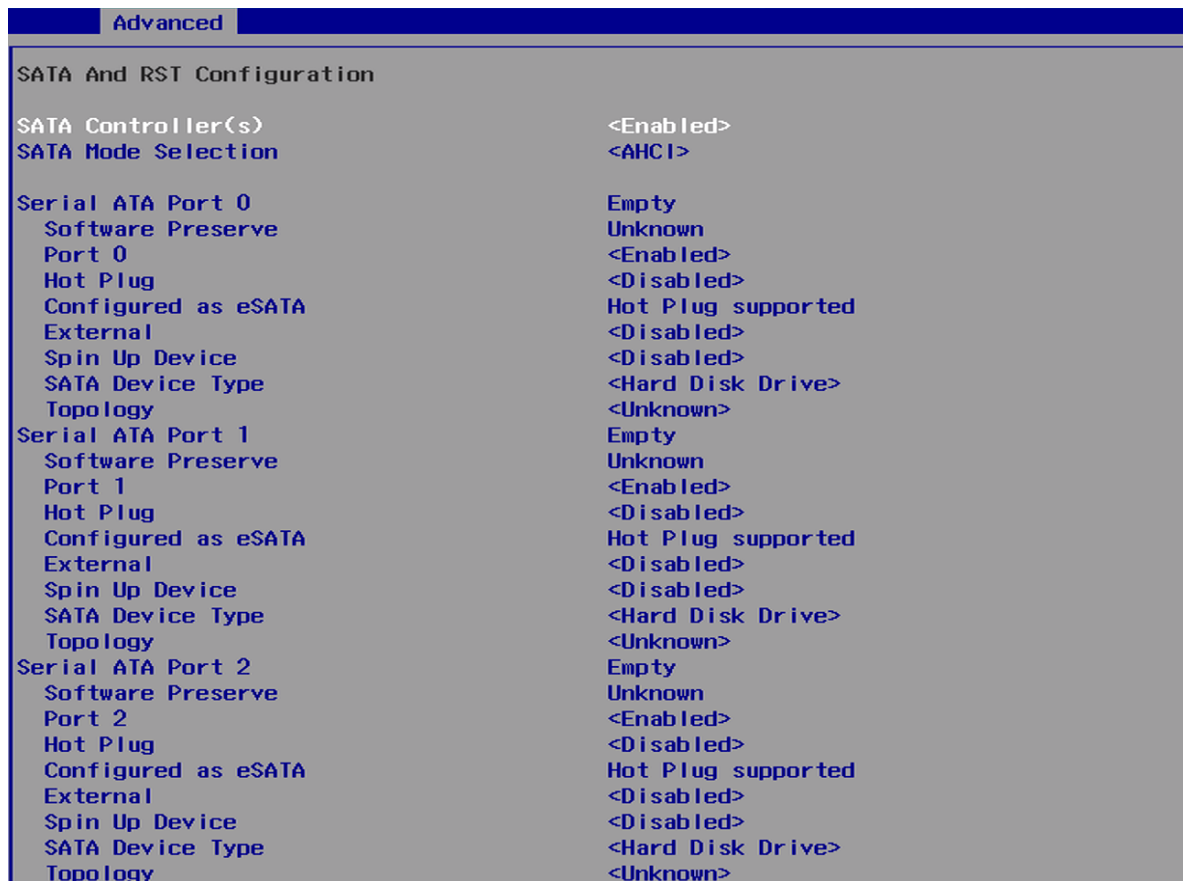 Advanced
SATA And RST Configuration
SATA Controller(s) <Enabled>
SATA Mode Selection <AHCI>
Serial ATA Port 0 Empty
Software Preserve Unknown
Port 0 <Enabled>
Hot Plug <Disabled>
Configured as eSATA Hot Plug supported
External <Disabled>
Spin Up Device <Disabled>
SATA Device Type <Hard Disk Drive>
Topology <Unknown>
Serial ATA Port 1 Empty
Software Preserve Unknown
Port 1 <Enabled>
Hot Plug <Disabled>
Configured as eSATA Hot Plug supported
External <Disabled>
Spin Up Device <Disabled>
SATA Device Type <Hard Disk Drive>
Topology <Unknown>
Serial ATA Port 2 Empty
Software Preserve Unknown
Port 2 <Enabled>
Hot Plug <Disabled>
Configured as eSATA Hot Plug supported
External <Disabled>
Spin Up Device <Disabled>
SATA Device Type <Hard Disk Drive>
Topology <Unknown>